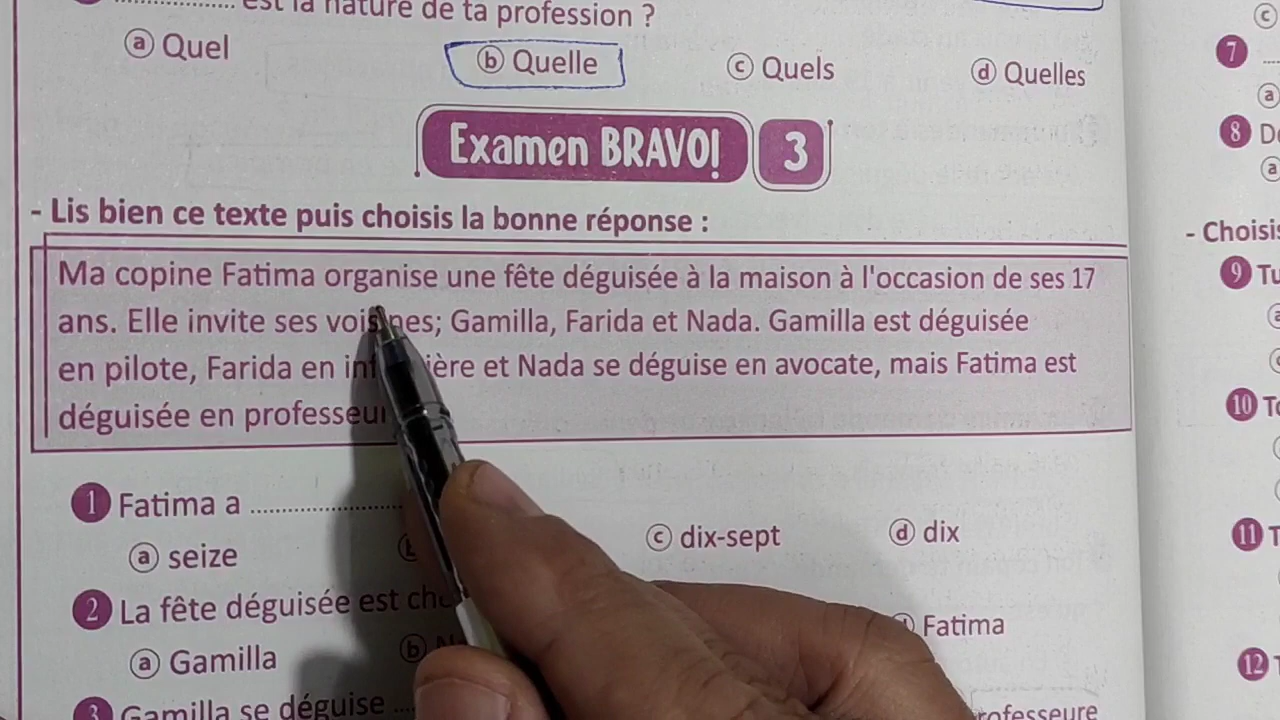 est la nature de ta profession ?
ⓐ Quel ⓑ Quelle ⓒ Quels ⓓ Quelles
Examen BRAVO! 3
- Lis bien ce texte puis choisis la bonne réponse :
Ma copine Fatima organise une fête déguisée à la maison à l'occasion de ses 17
ans. Elle invite ses voisines; Gamilla, Farida et Nada. Gamilla est déguisée
en pilote, Farida en infirmière et Nada se déguise en avocate, mais Fatima est
déguisée en professeur
1 Fatima a ....................
ⓐ seize ⓒ dix-sept ⓓ dix
2 La fête déguisée est
ⓐ Gamilla ⓑ ⓓ Fatima
3 Gamilla se déguise ....
ⓒ
7 ....
ⓐ
8 D
ⓐ
- Choisis
9 Tu
10
11 T
12